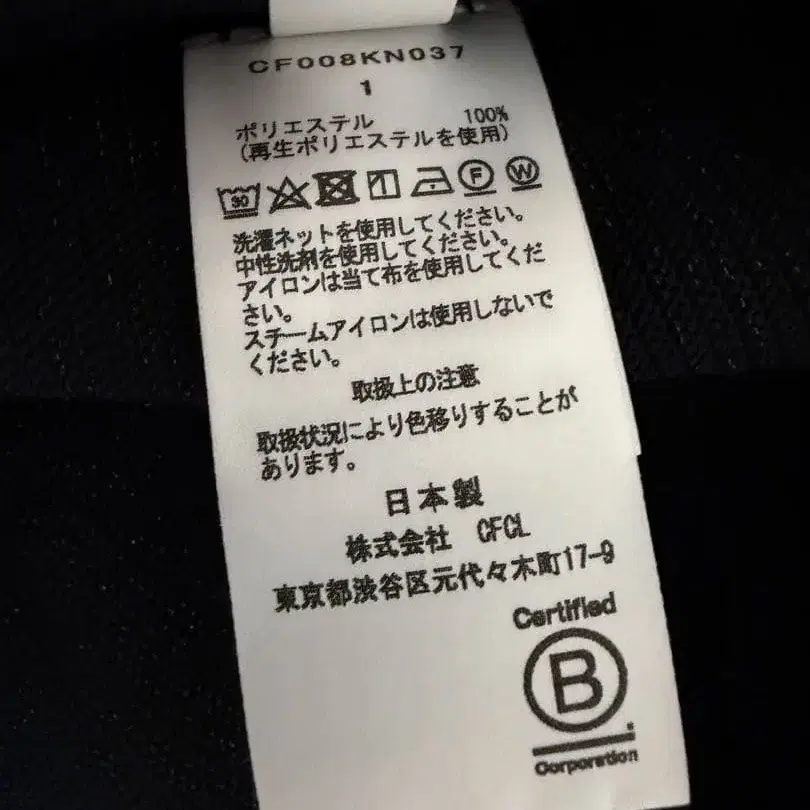 CF008KN037
1
ポリエステル 100%
(再生ポリエステルを使用)
30 F W
洗濯ネットを使用してください。
中性洗剤を使用してください。
アイロンは当て布を使用してくだ
さい。
スチームアイロンは使用しないで
ください。
取扱上の注意
取扱状況により色移りすることが
あります。
日本製
株式会社 CFCL
東京都渋谷区元代々木町17-9
Certified
B
Corporation